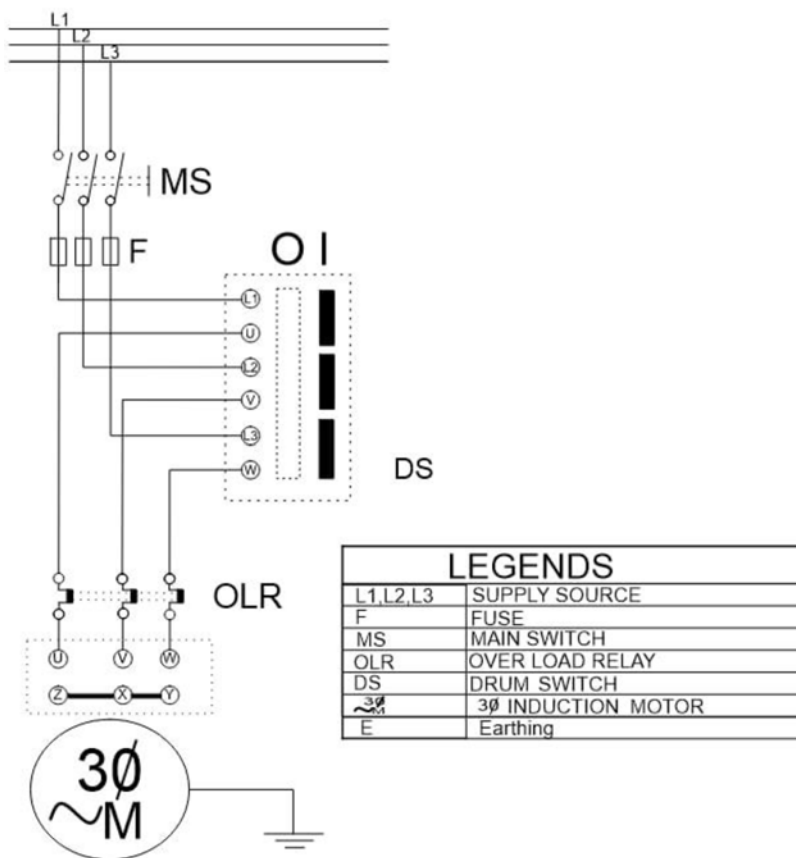 L1
L2
L3
MS
F
O I
L1
U
L2
V
L3
W
DS
OLR
U V W
Z X Y
3Ø
~M
LEGENDS
L1,L2,L3 SUPPLY SOURCE
F FUSE
MS MAIN SWITCH
OLR OVER LOAD RELAY
DS DRUM SWITCH
3Ø ~M 3Ø INDUCTION MOTOR
E Earthing